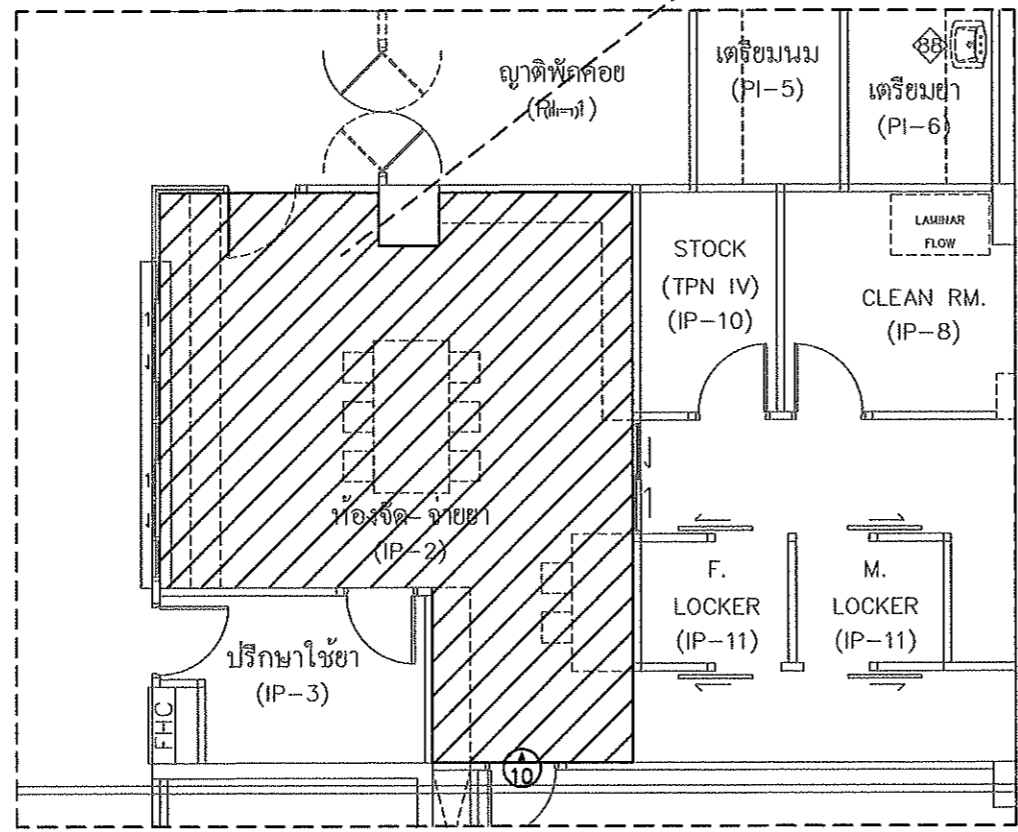 ญาติพักคอย
เตรียมนม
(PI-5)
88
เตรียมยา
(PI-6)
STOCK
(TPN IV)
(IP-10)
LAMINAR
FLOW
CLEAN RM.
(IP-8)
ห้องจัด-จ่ายยา
(IP-2)
F.
LOCKER
(IP-11)
M.
LOCKER
(IP-11)
ปรึกษาใช้ยา
(IP-3)
FHC
10